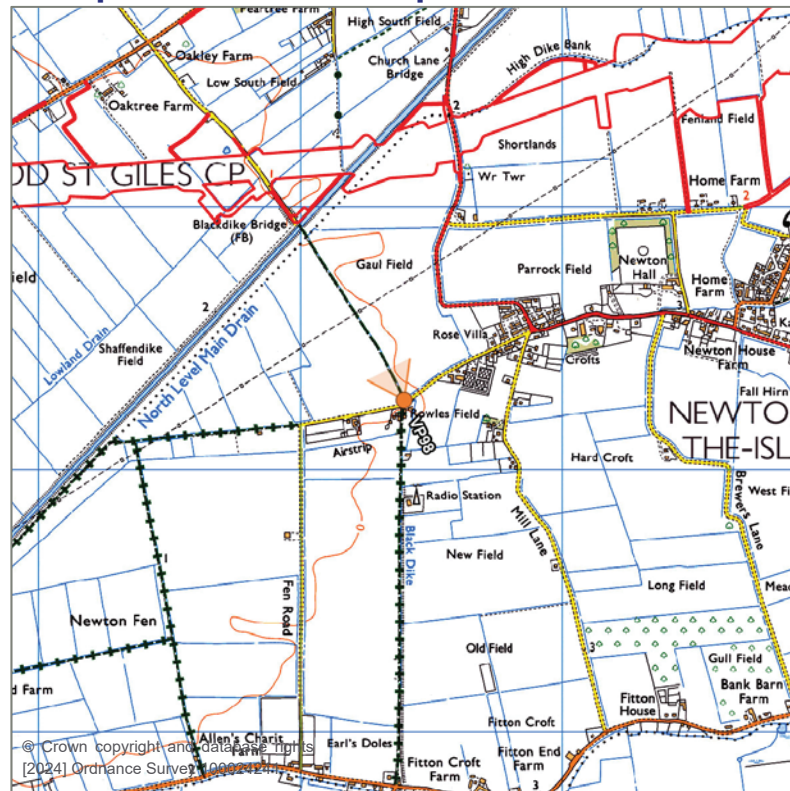 Peartree Farm
High South Field
Oakley Farm
Church Lane
Bridge
High Dike Bank
Low South Field
Oaktree Farm
2
Shortlands
Fenland Field
OD ST GILES CP
1
Wr Twr
Home Farm
2
Blackdike Bridge
(FB)
Gaul Field
Newton
Hall
Parrock Field
Home
Farm
ield
2
3
Shaffendike
Field
Lowland Drain
North Level Main Drain
Rose Villa
Crofts
Newton House
Farm
Fall Hirn
NEWTO
THE-ISL
Rowles Field
VP98
Airstrip
Hard Croft
Radio Station
West Fi
Brewers Lane
Mill Lane
Black Dike
New Field
1
Fen Road
Long Field
Mead
Newton Fen
Old Field
3
Gull Field
Bank Barn
Farm
d Farm
Fitton
House
Fitton Croft
Allen's Charit
Farm
Earl's Doles
Fitton End
Farm
Fitton Croft
Farm
3
© Crown copyright and database rights
[2024] Ordnance Survey